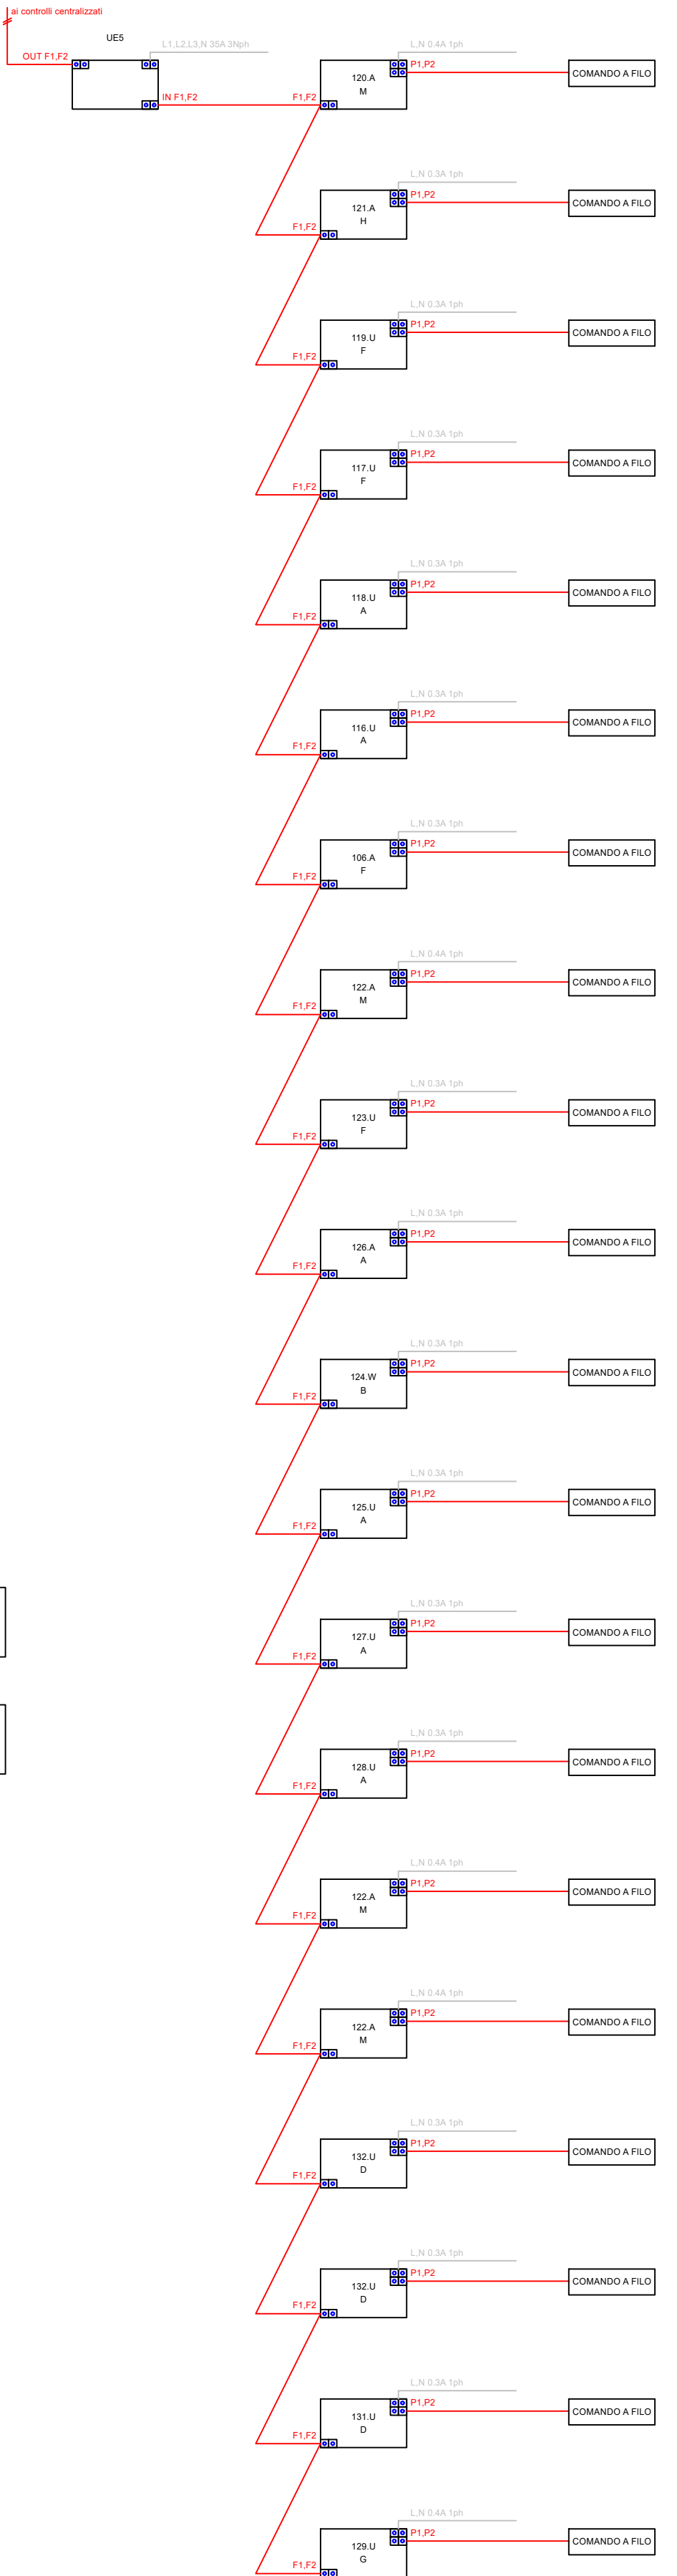 ai controlli centralizzati
UE5
L1,L2,L3,N 35A 3Nph
OUT F1,F2
IN F1,F2
L,N 0.4A 1ph
P1,P2
120.A
M
F1,F2
COMANDO A FILO
L,N 0.3A 1ph
P1,P2
121.A
H
F1,F2
COMANDO A FILO
L,N 0.3A 1ph
P1,P2
119.U
F
F1,F2
COMANDO A FILO
L,N 0.3A 1ph
P1,P2
117.U
F
F1,F2
COMANDO A FILO
L,N 0.3A 1ph
P1,P2
118.U
A
F1,F2
COMANDO A FILO
L,N 0.3A 1ph
P1,P2
116.U
A
F1,F2
COMANDO A FILO
L,N 0.3A 1ph
P1,P2
106.A
F
F1,F2
COMANDO A FILO
L,N 0.4A 1ph
P1,P2
122.A
M
F1,F2
COMANDO A FILO
L,N 0.3A 1ph
P1,P2
123.U
F
F1,F2
COMANDO A FILO
L,N 0.3A 1ph
P1,P2
126.A
A
F1,F2
COMANDO A FILO
L,N 0.3A 1ph
P1,P2
124.W
B
F1,F2
COMANDO A FILO
L,N 0.3A 1ph
P1,P2
125.U
A
F1,F2
COMANDO A FILO
L,N 0.3A 1ph
P1,P2
127.U
A
F1,F2
COMANDO A FILO
L,N 0.3A 1ph
P1,P2
128.U
A
F1,F2
COMANDO A FILO
L,N 0.4A 1ph
P1,P2
122.A
M
F1,F2
COMANDO A FILO
L,N 0.4A 1ph
P1,P2
122.A
M
F1,F2
COMANDO A FILO
L,N 0.3A 1ph
P1,P2
132.U
D
F1,F2
COMANDO A FILO
L,N 0.3A 1ph
P1,P2
132.U
D
F1,F2
COMANDO A FILO
L,N 0.3A 1ph
P1,P2
131.U
D
F1,F2
COMANDO A FILO
L,N 0.4A 1ph
P1,P2
129.U
G
F1,F2
COMANDO A FILO